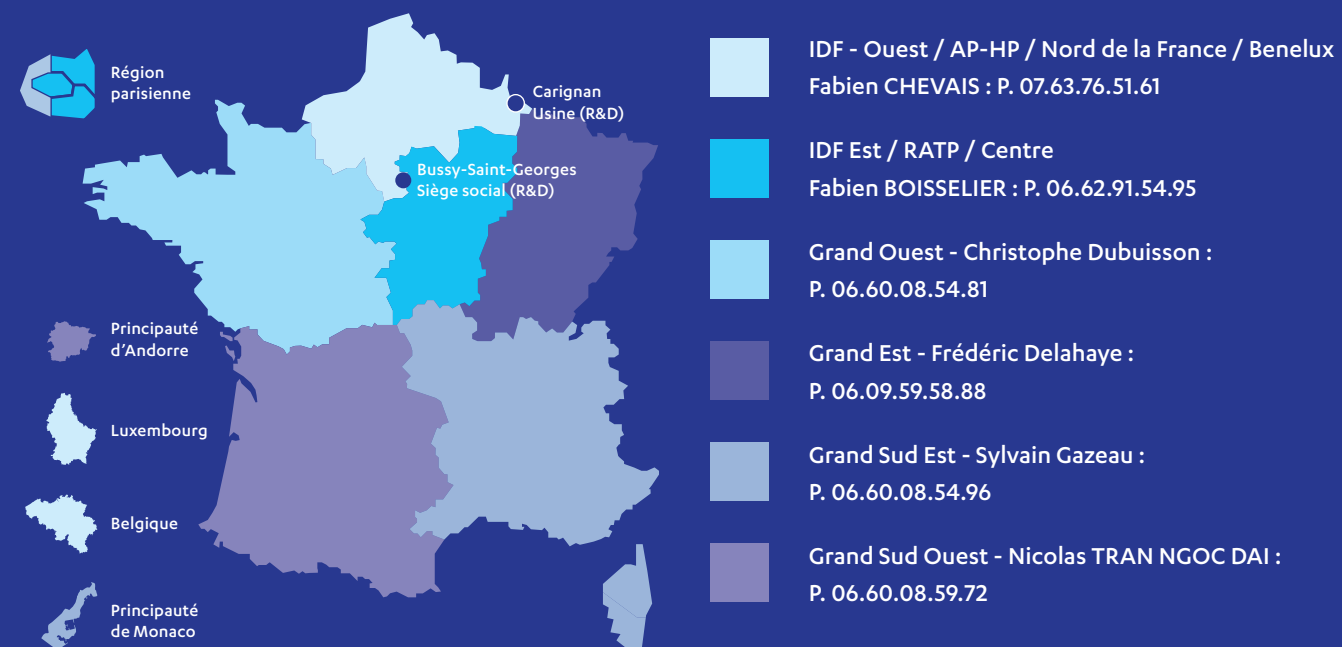 Région
parisienne
Carignan
Usine (R&D)
Bussy-Saint-Georges
Siège social (R&D)
Principauté
d’Andorre
Luxembourg
Belgique
Principauté
de Monaco
IDF - Ouest / AP-HP / Nord de la France / Benelux
Fabien CHEVAIS : P. 07.63.76.51.61
IDF Est / RATP / Centre
Fabien BOISSELIER : P. 06.62.91.54.95
Grand Ouest - Christophe Dubuisson :
P. 06.60.08.54.81
Grand Est - Frédéric Delahaye :
P. 06.09.59.58.88
Grand Sud Est - Sylvain Gazeau :
P. 06.60.08.54.96
Grand Sud Ouest - Nicolas TRAN NGOC DAI :
P. 06.60.08.59.72